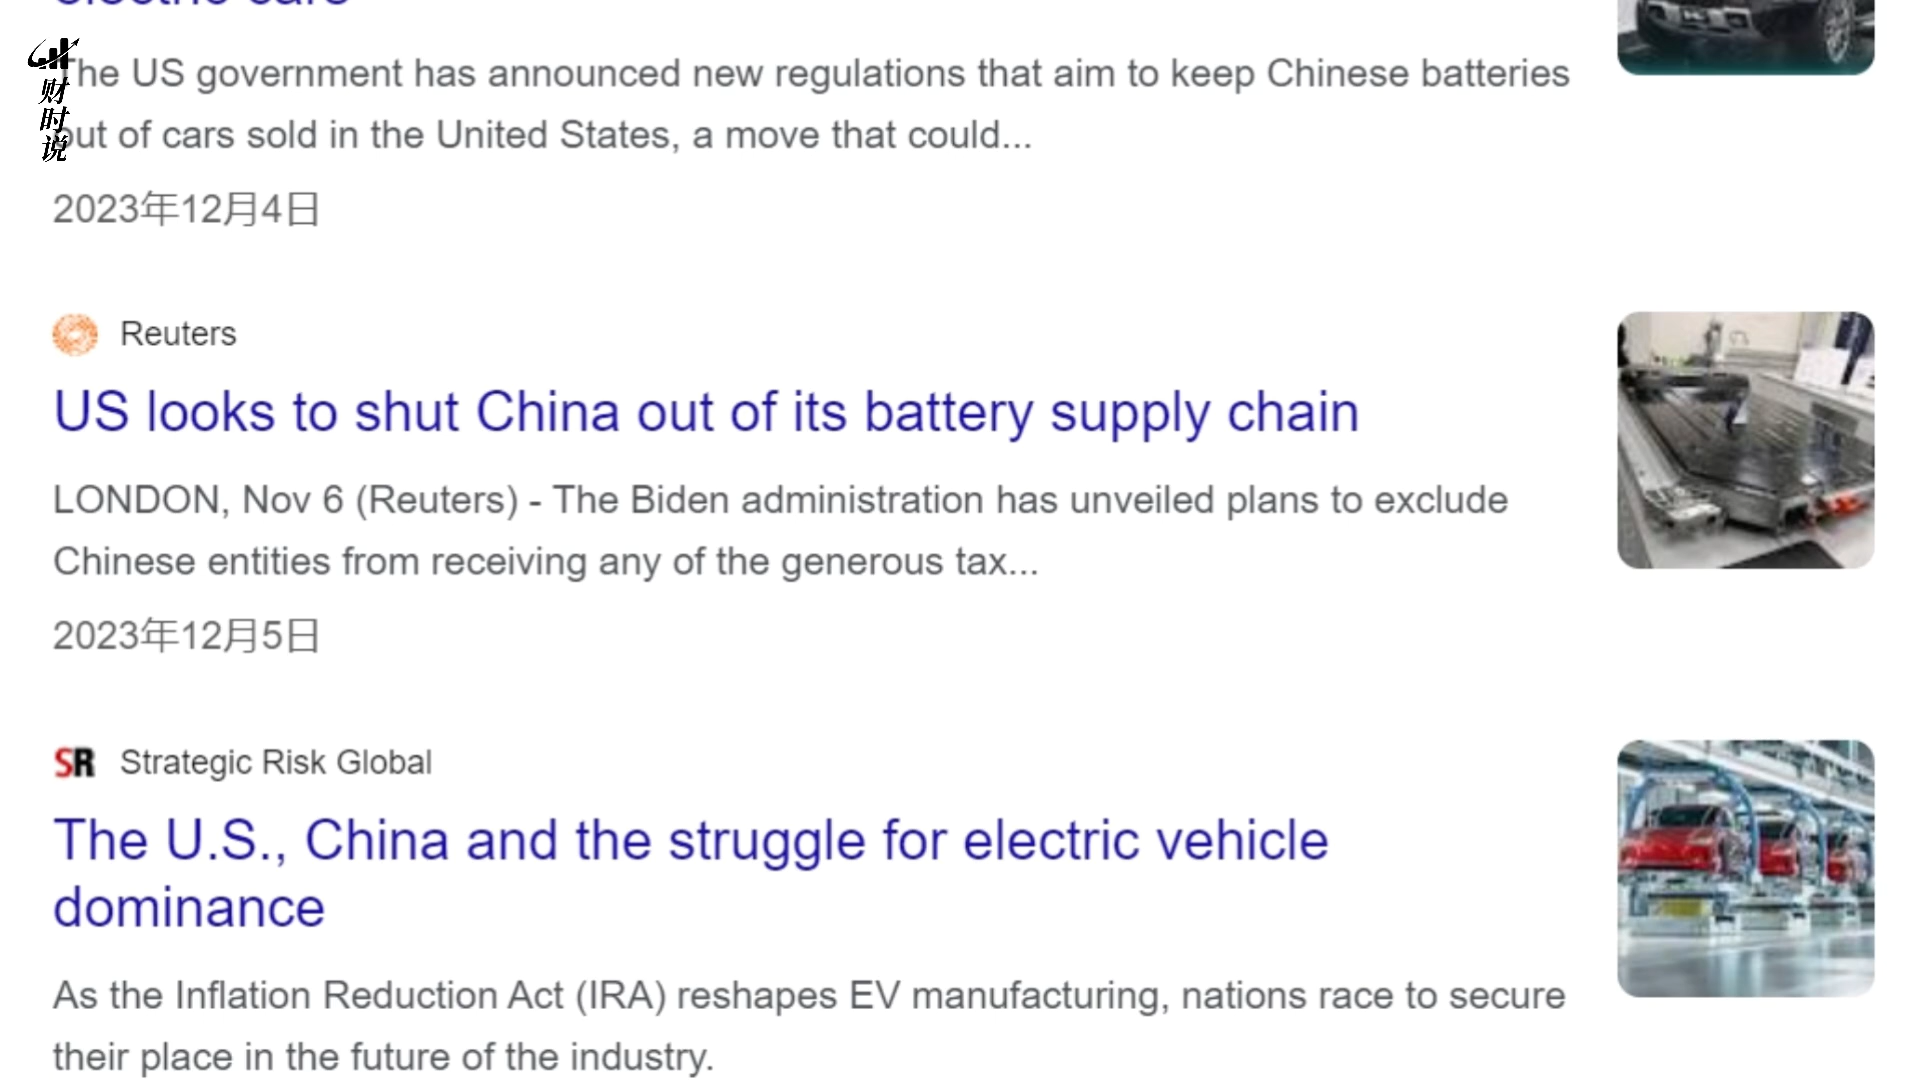 electric cars
财时说
The US government has announced new regulations that aim to keep Chinese batteries
out of cars sold in the United States, a move that could...
2023年12月4日
Reuters
US looks to shut China out of its battery supply chain
LONDON, Nov 6 (Reuters) - The Biden administration has unveiled plans to exclude
Chinese entities from receiving any of the generous tax...
2023年12月5日
SR Strategic Risk Global
The U.S., China and the struggle for electric vehicle
dominance
As the Inflation Reduction Act (IRA) reshapes EV manufacturing, nations race to secure
their place in the future of the industry.